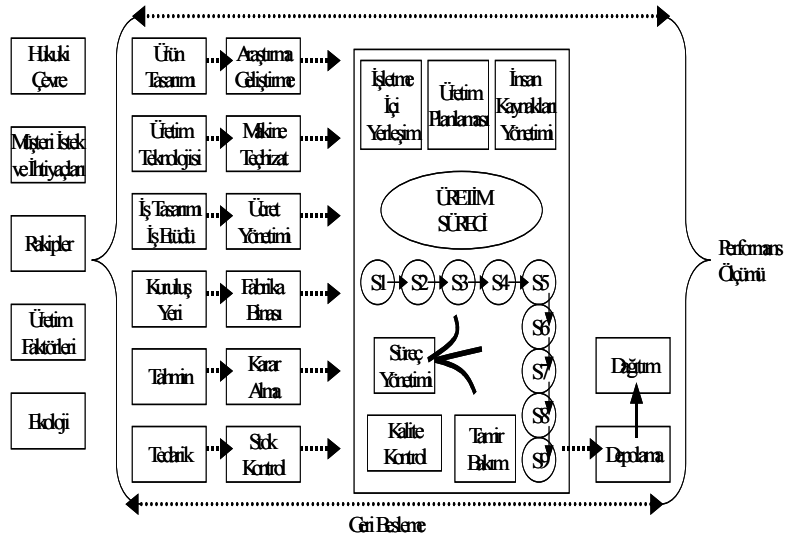 Hukuki
Çevre
Müşteri İstek
ve İhtiyaçları
Rakipler
Üretim
Faktörleri
Ekoloji
Ürün
Tasarımı
Araştırma
Geliştirme
Üretim
Teknolojisi
Makine
Teçhizat
İş Tasarımı
İş Etüdü
Ücret
Yönetimi
Kuruluş
Yeri
Fabrika
Binası
Tahmin
Karar
Alma
Tedarik
Stok
Kontrol
İşletme
İçi
Yerleşim
Üretim
Planlaması
İnsan
Kaynakları
Yönetimi
ÜRETİM
SÜRECİ
S1 S2 S3 S4 S5
S6
S7
S8
S9
Süreç
Yönetimi
Kalite
Kontrol
Tamir
Bakım
Dağıtım
Depolama
Performans
Ölçümü
Geri Besleme